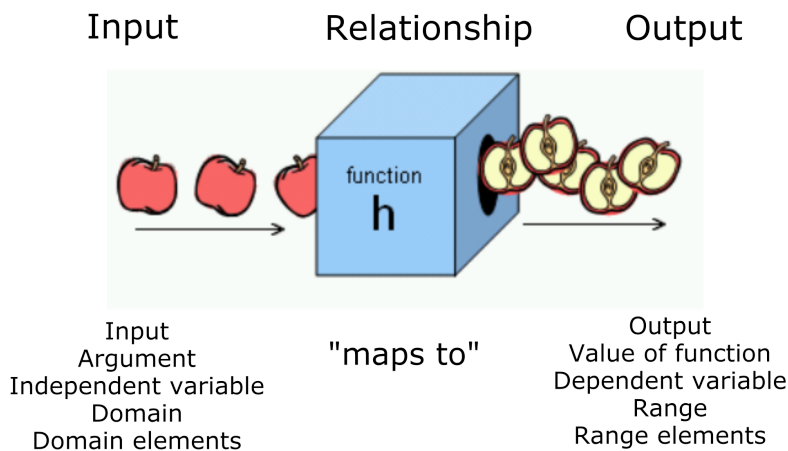 Input
Relationship
Output
function
h
Input
Argument
Independent variable
Domain
Domain elements
"maps to"
Output
Value of function
Dependent variable
Range
Range elements